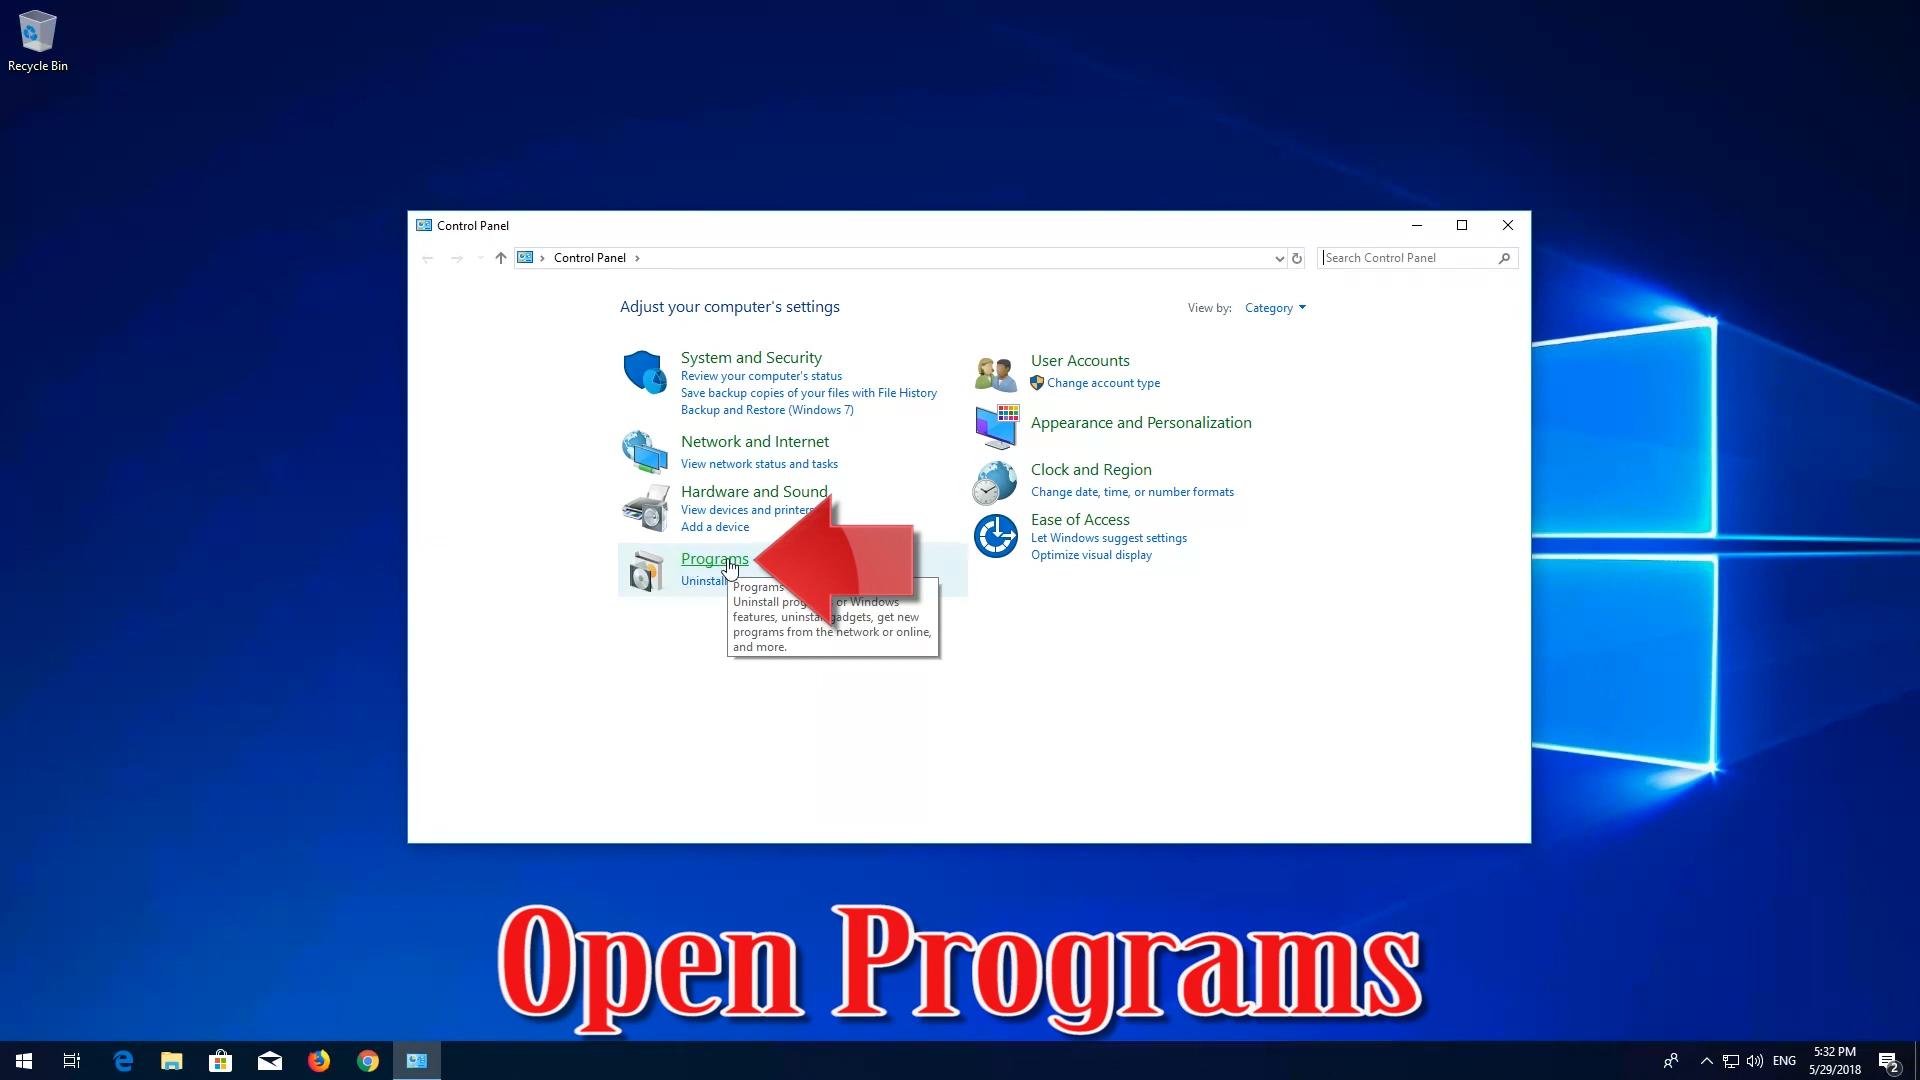 Recycle Bin
Control Panel
Control Panel
Search Control Panel
Adjust your computer's settings
View by: Category
System and Security
Review your computer's status
Save backup copies of your files with File History
Backup and Restore (Windows 7)
Network and Internet
View network status and tasks
Hardware and Sound
View devices and printers
Add a device
Programs
Uninstall
Programs
Uninstall or Windows
features, gadgets, get new
programs from the network or online,
and more.
User Accounts
Change account type
Appearance and Personalization
Clock and Region
Change date, time, or number formats
Ease of Access
Let Windows suggest settings
Optimize visual display
Open Programs
ENG
5:32 PM
5/29/2018
2